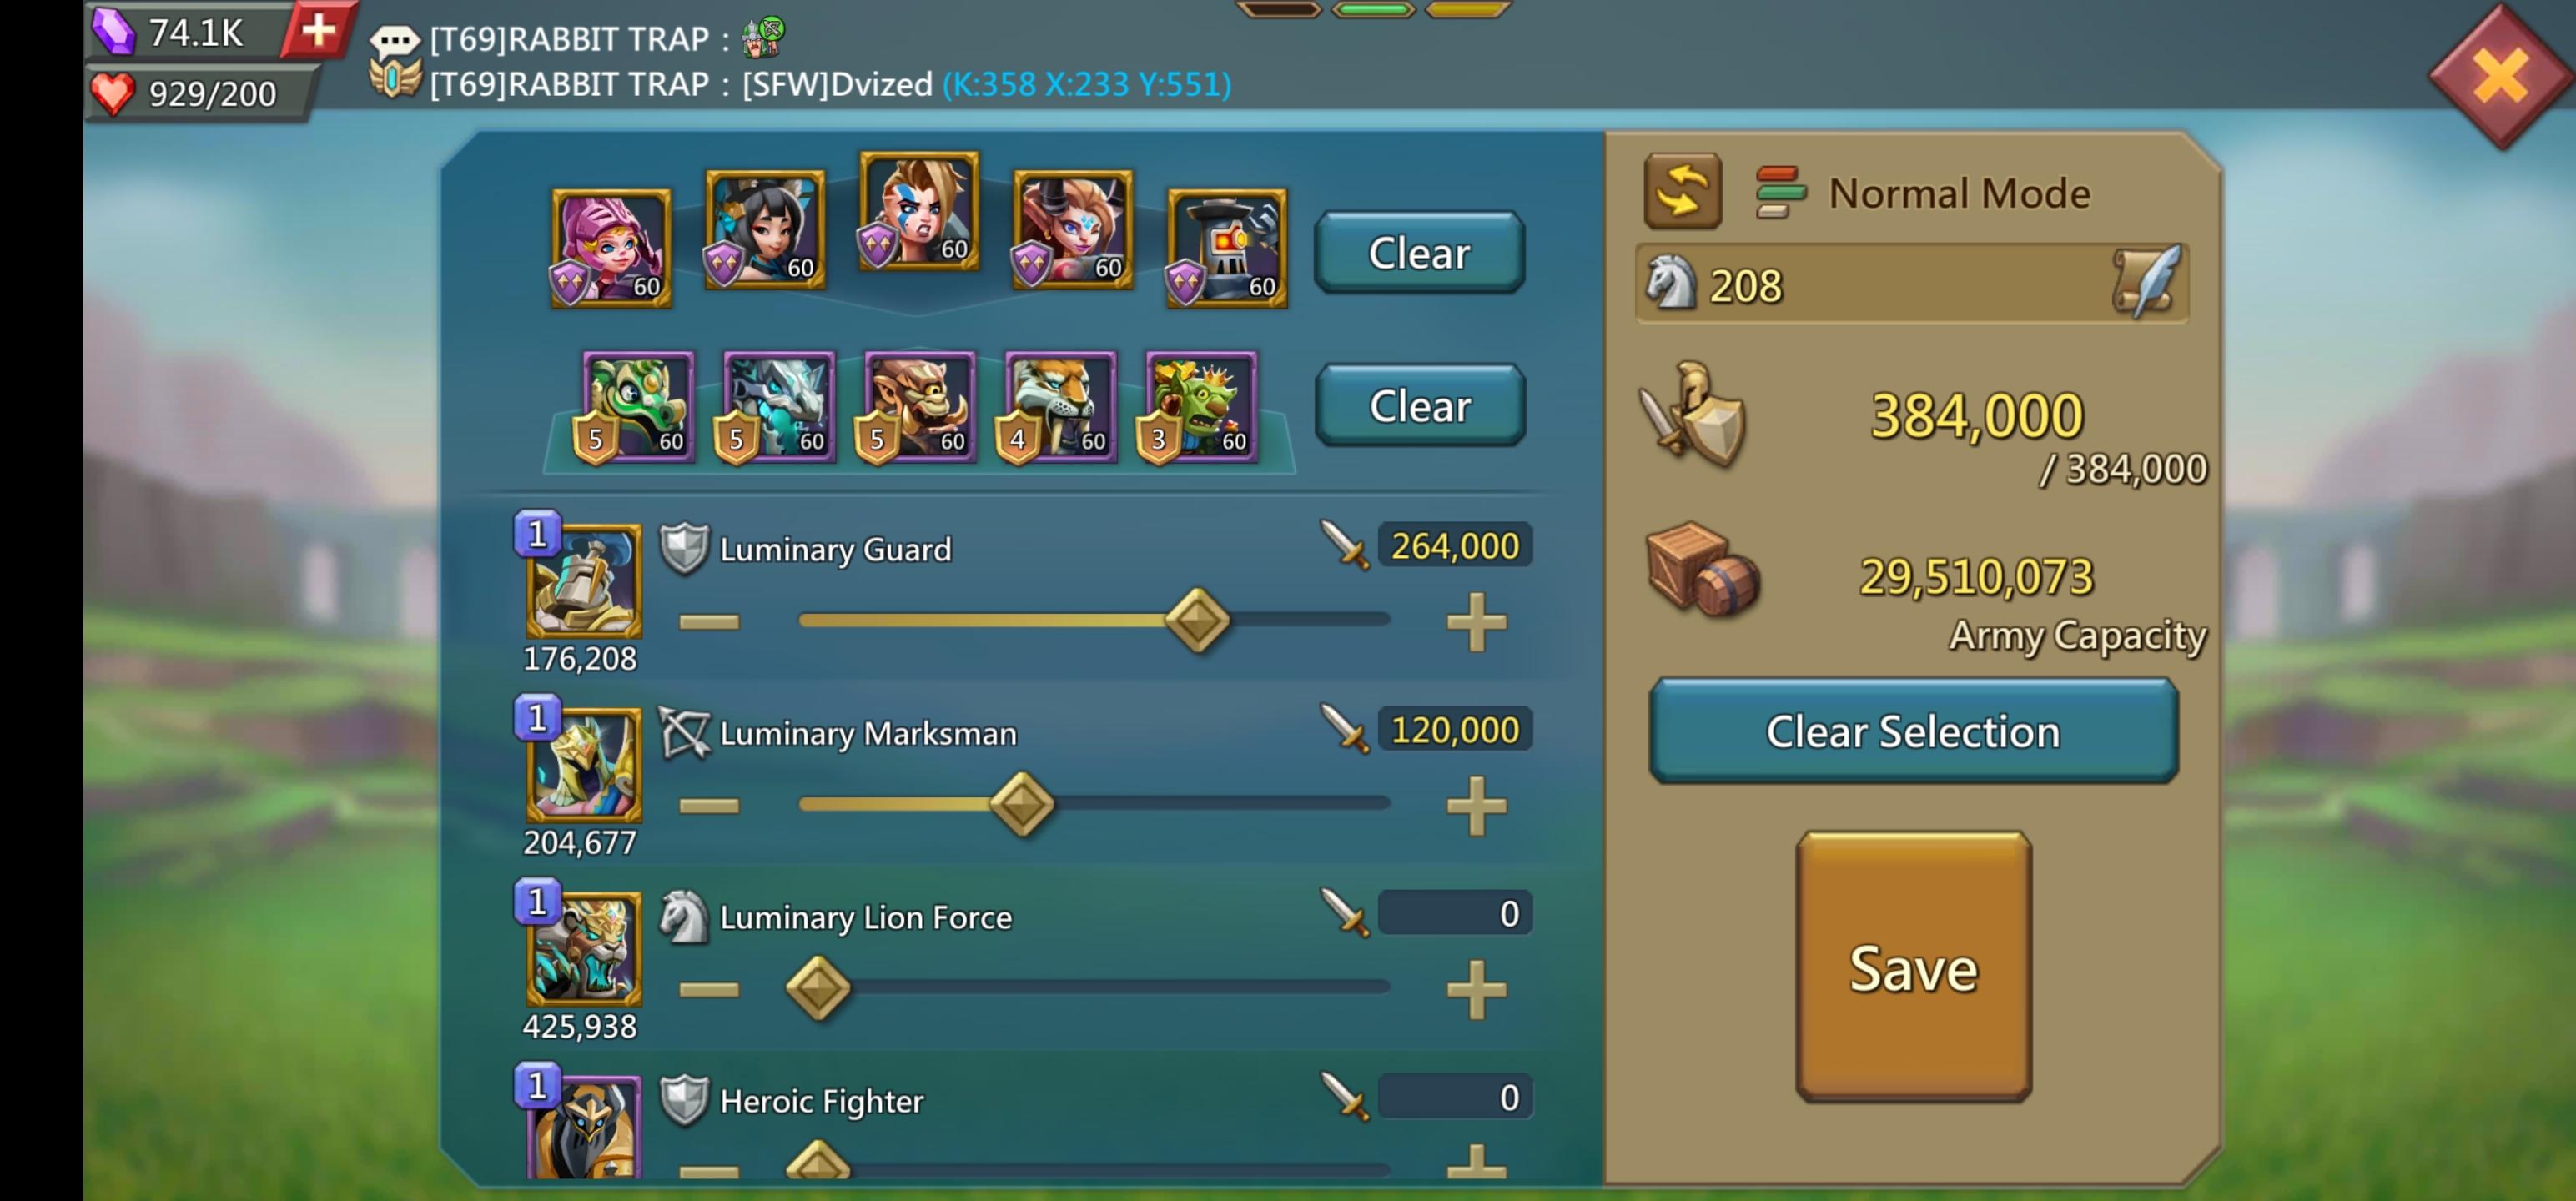 74.1K
[T69]RABBIT TRAP :
929/200
[T69]RABBIT TRAP : [SFW]Dvized (K:358 X:233 Y:551)
60
60
60
60
60
Clear
5
60
5
60
5
60
4
60
3
60
Clear
1
Luminary Guard
264,000
176,208
1
Luminary Marksman
120,000
204,677
1
Luminary Lion Force
0
425,938
1
Heroic Fighter
0
Normal Mode
208
384,000
/ 384,000
29,510,073
Army Capacity
Clear Selection
Save